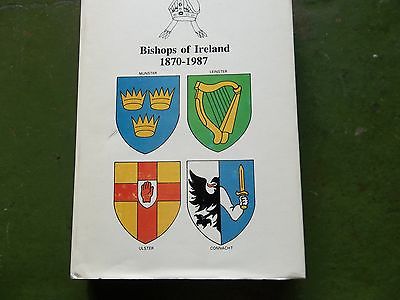 Bishops of Ireland
1870-1987
MUNSTER
LEINSTER
ULSTER
CONNACHT